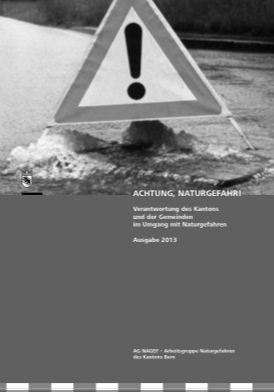 ACHTUNG, NATURGEFAHR!
Verantwortung des Kantons
und der Gemeinden
im Umgang mit Naturgefahren
Ausgabe 2013
AG NAGEF – Arbeitsgruppe Naturgefahren
des Kantons Bern